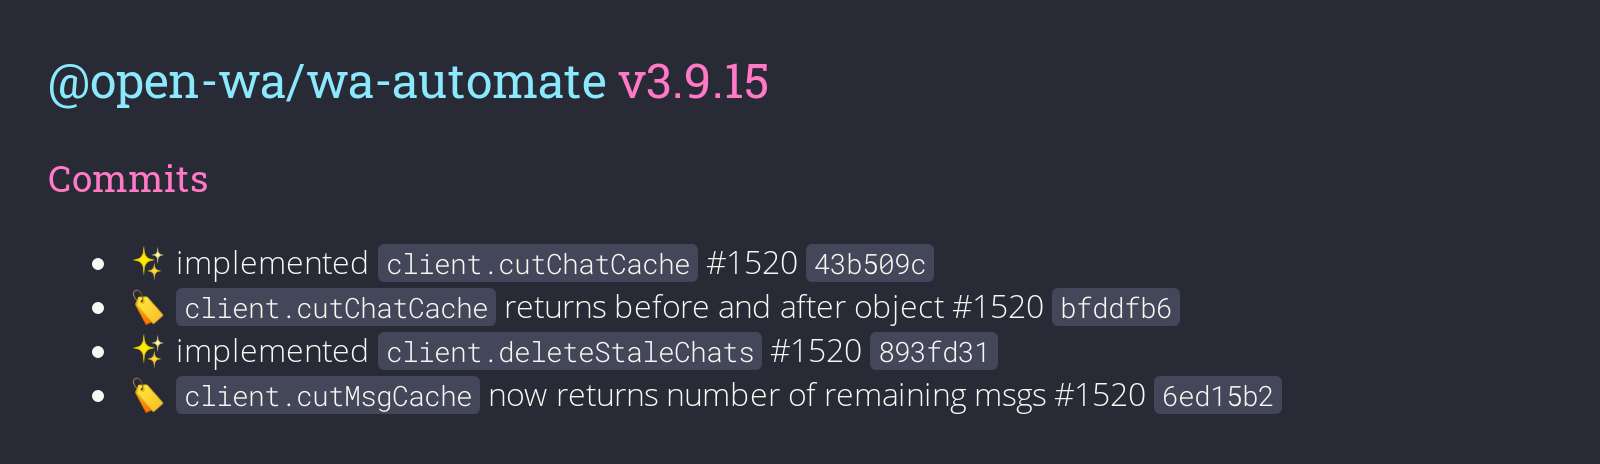 @open-wa/wa-automate v3.9.15
Commits
• ✨ implemented client.cutChatCache #1520 43b509c
• 🏷️ client.cutChatCache returns before and after object #1520 bfddfb6
• ✨ implemented client.deleteStaleChats #1520 893fd31
• 🏷️ client.cutMsgCache now returns number of remaining msgs #1520 6ed15b2